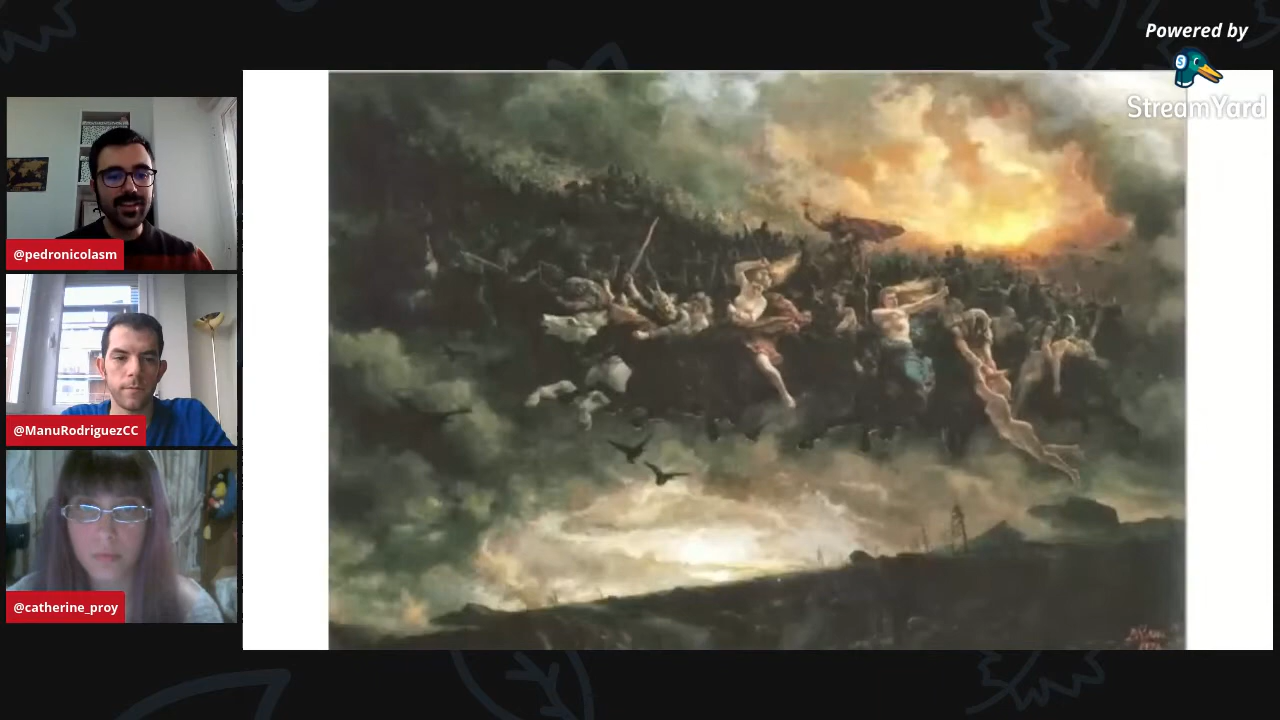 Powered by
StreamYard
@pedronicolasm
@ManuRodriguezCC
@catherine_proy